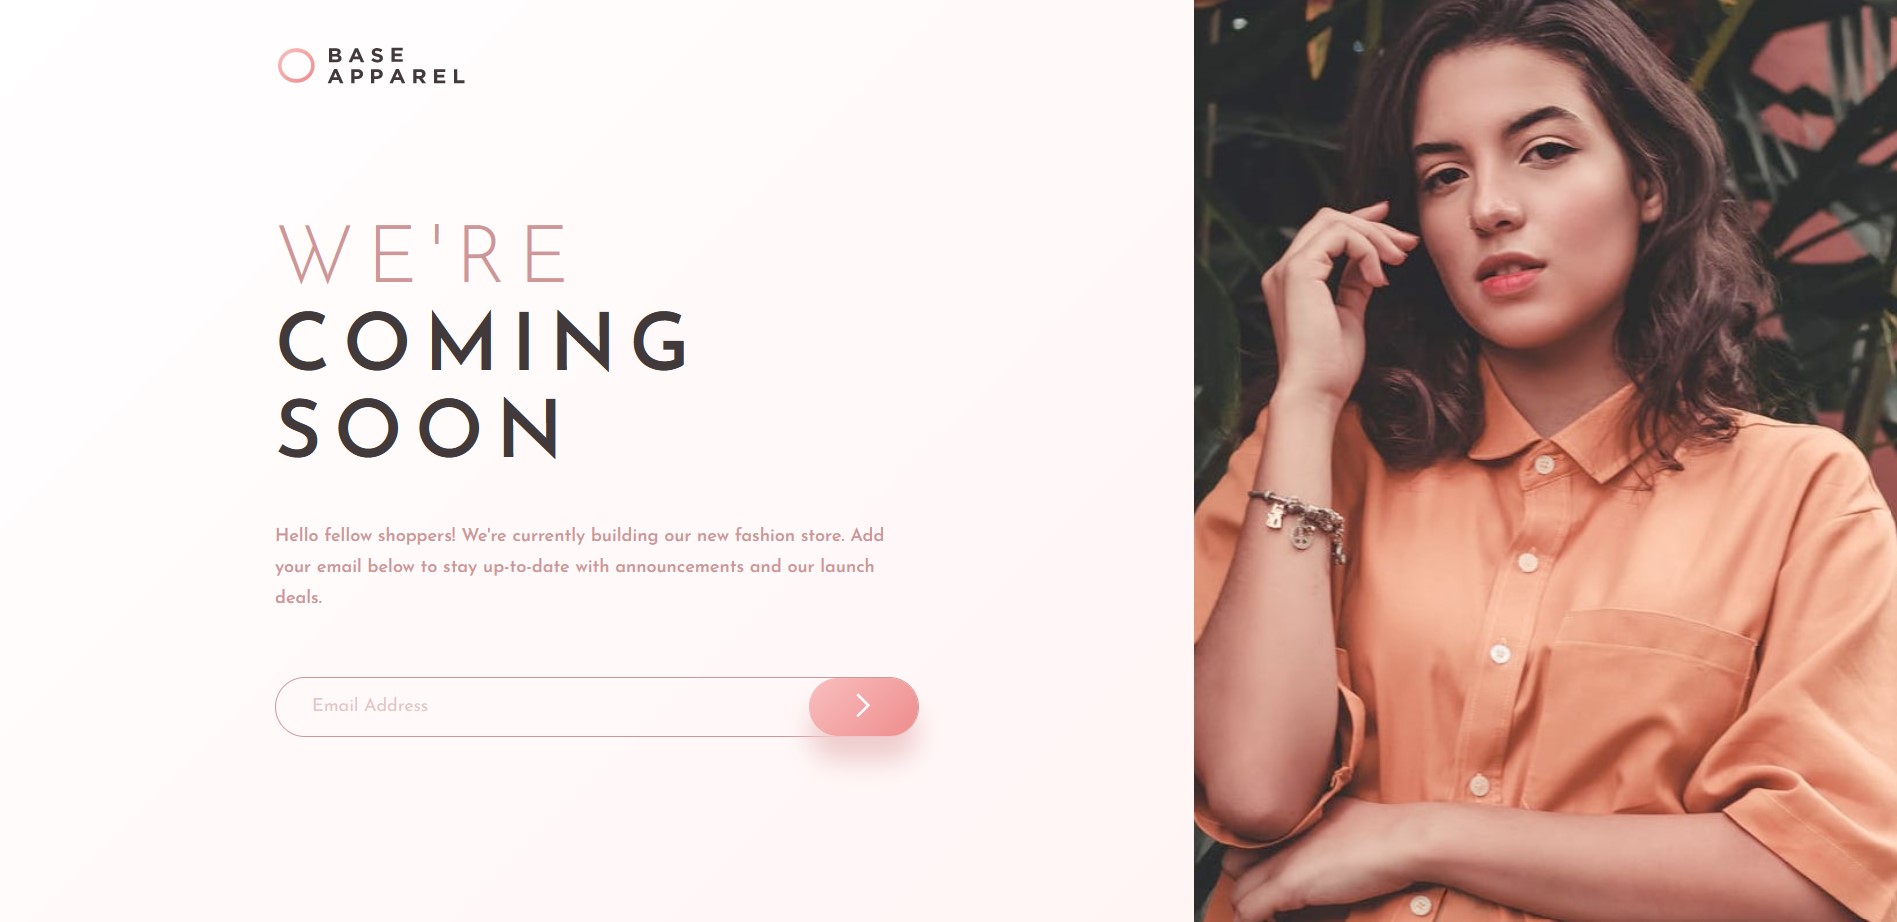 BASE
APPAREL
WE'RE
COMING
SOON
Hello fellow shoppers! We're currently building our new fashion store. Add
your email below to stay up-to-date with announcements and our launch
deals.
Email Address